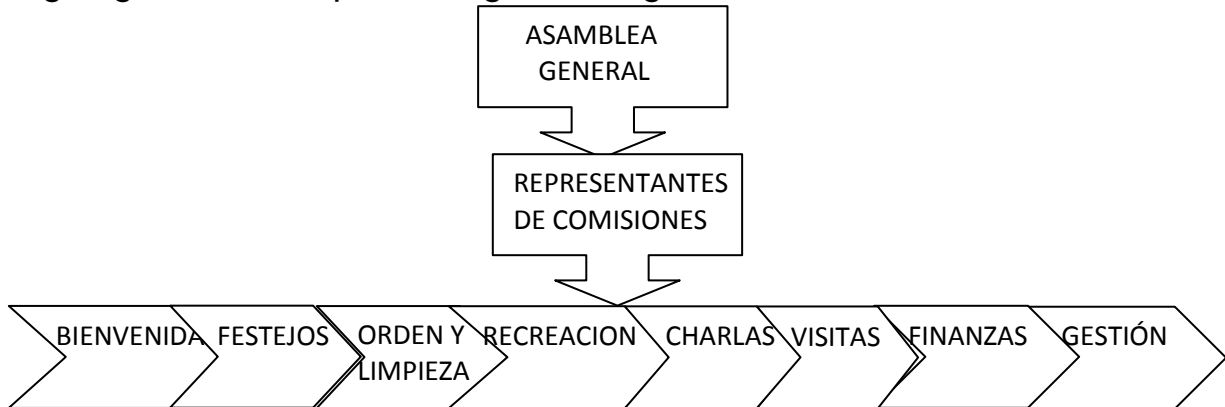 ASAMBLEA
GENERAL
REPRESENTANTES
DE COMISIONES
BIENVENIDA
FESTEJOS
ORDEN Y
LIMPIEZA
RECREACION
CHARLAS
VISITAS
FINANZAS
GESTIÓN